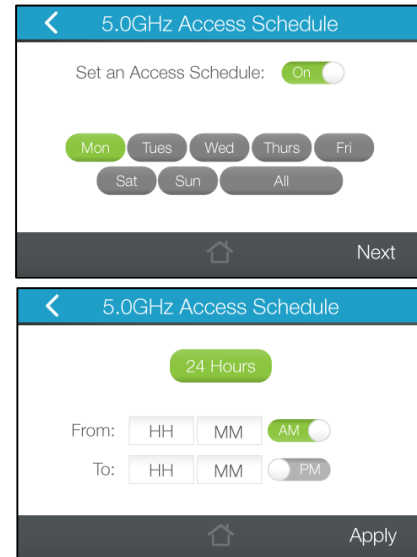 5.0GHz Access Schedule
Set an Access Schedule: On
Mon Tues Wed Thurs Fri
Sat Sun All
Next
5.0GHz Access Schedule
24 Hours
From: HH MM AM
To: HH MM PM
Apply